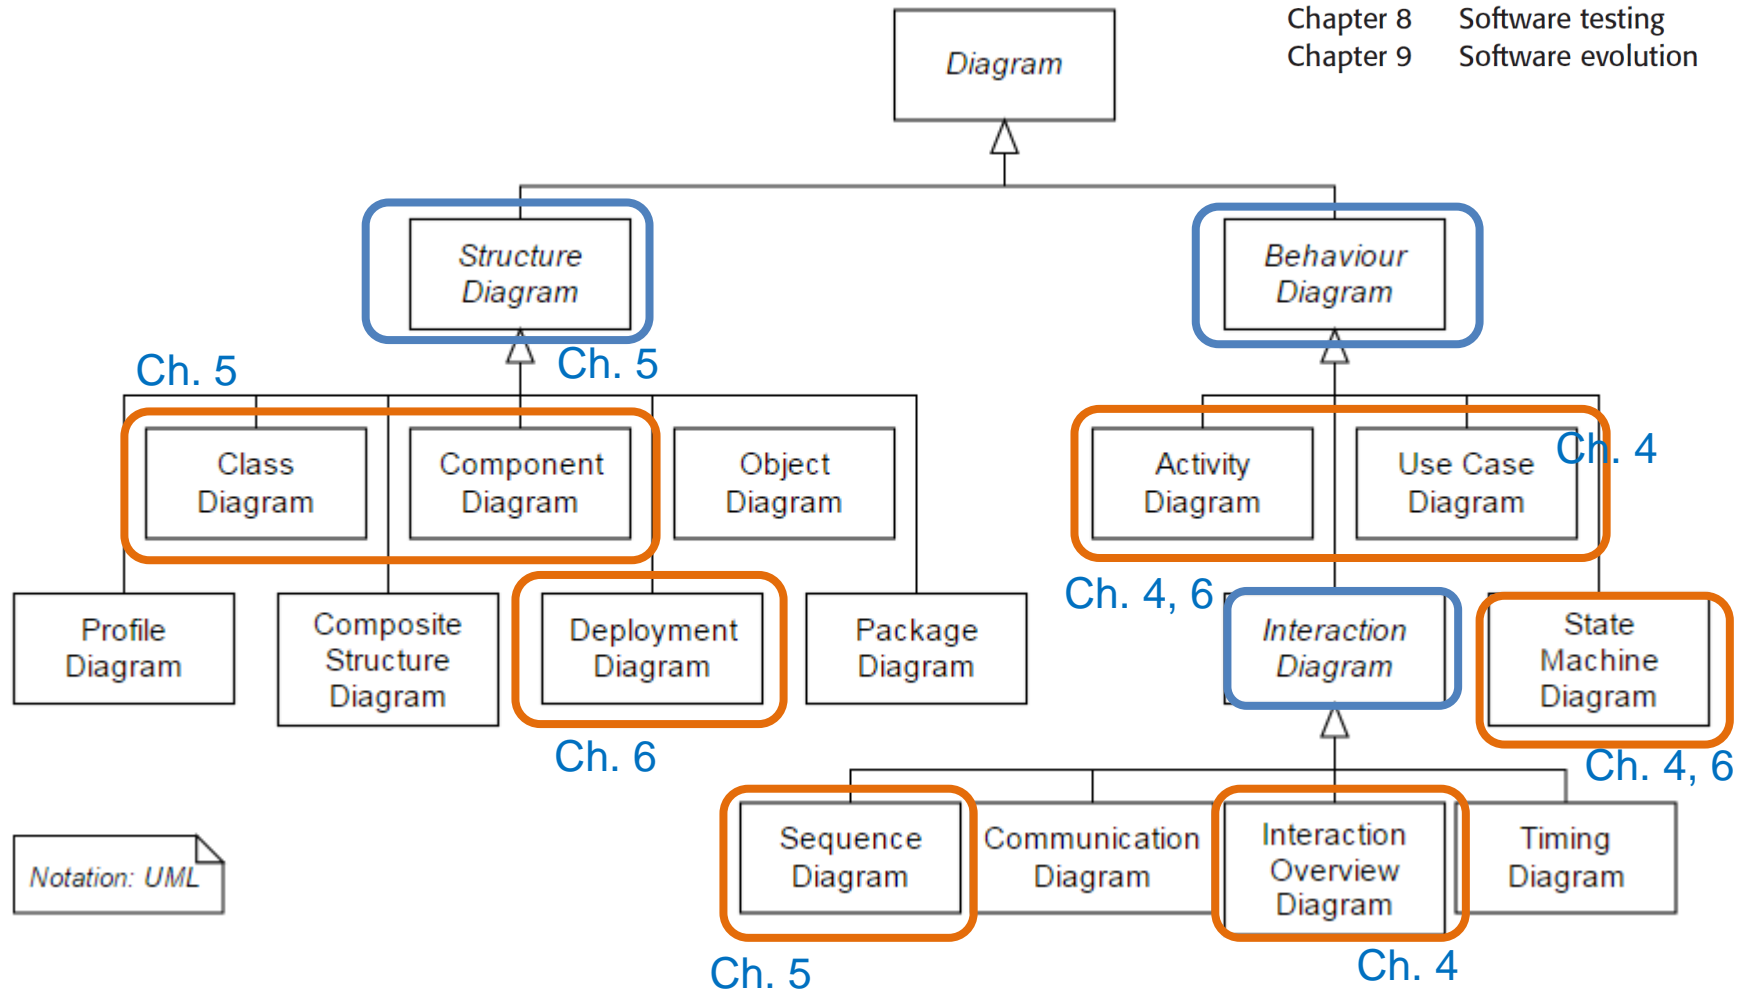 Chapter 8 Software testing
Chapter 9 Software evolution
Diagram
Structure
Diagram
Behaviour
Diagram
Ch. 5
Ch. 5
Class
Diagram
Component
Diagram
Object
Diagram
Activity
Diagram
Use Case
Diagram
Ch. 4
Ch. 4, 6
Profile
Diagram
Composite
Structure
Diagram
Deployment
Diagram
Package
Diagram
Interaction
Diagram
State
Machine
Diagram
Ch. 6
Ch. 4, 6
Notation: UML
Sequence
Diagram
Communication
Diagram
Interaction
Overview
Diagram
Timing
Diagram
Ch. 5
Ch. 4